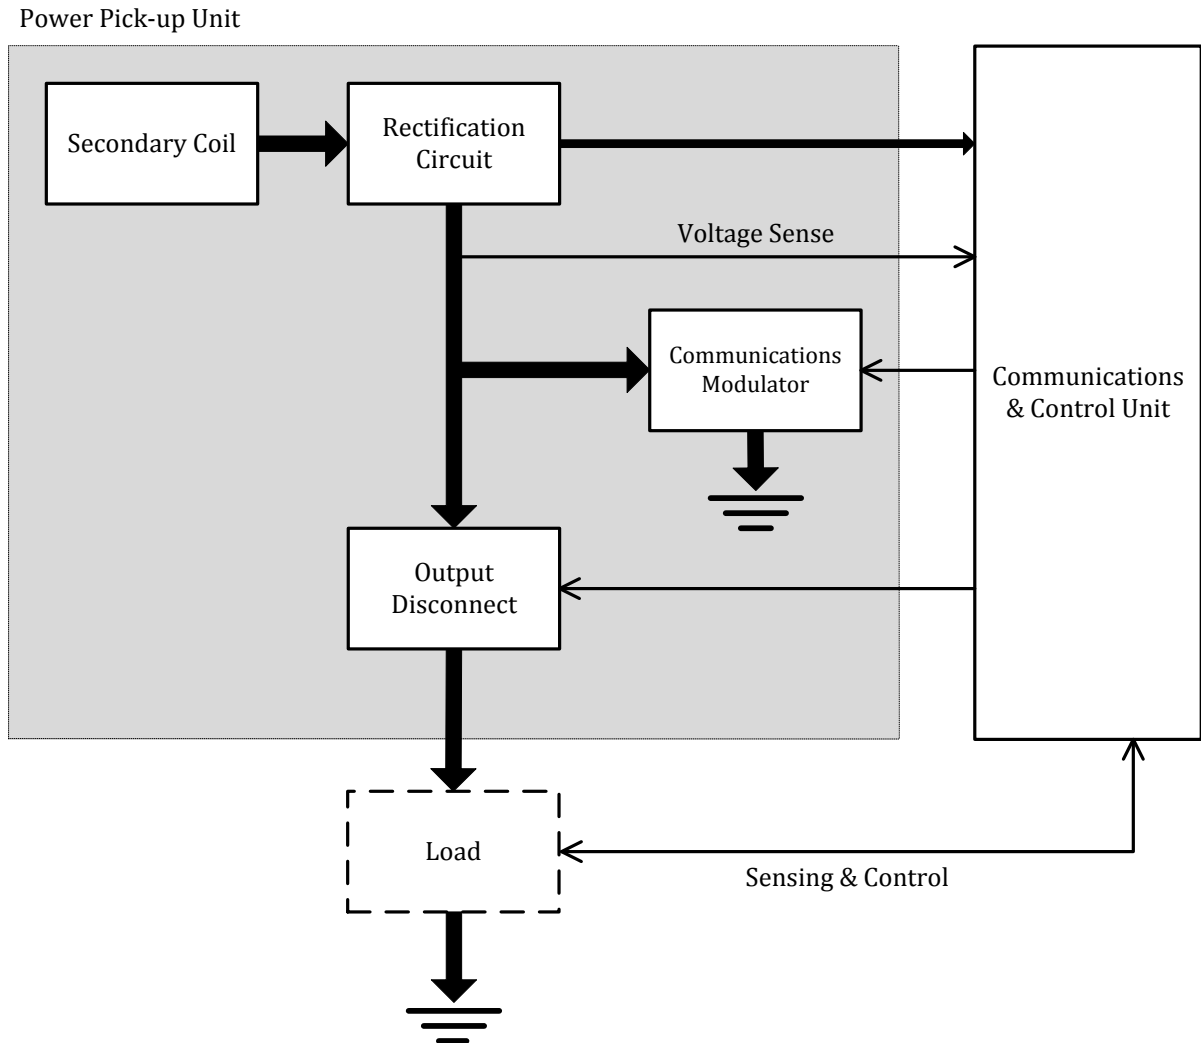 Power Pick-up Unit
Secondary Coil
Rectification
Circuit
Voltage Sense
Communications
Modulator
Communications
& Control Unit
Output
Disconnect
Load
Sensing & Control